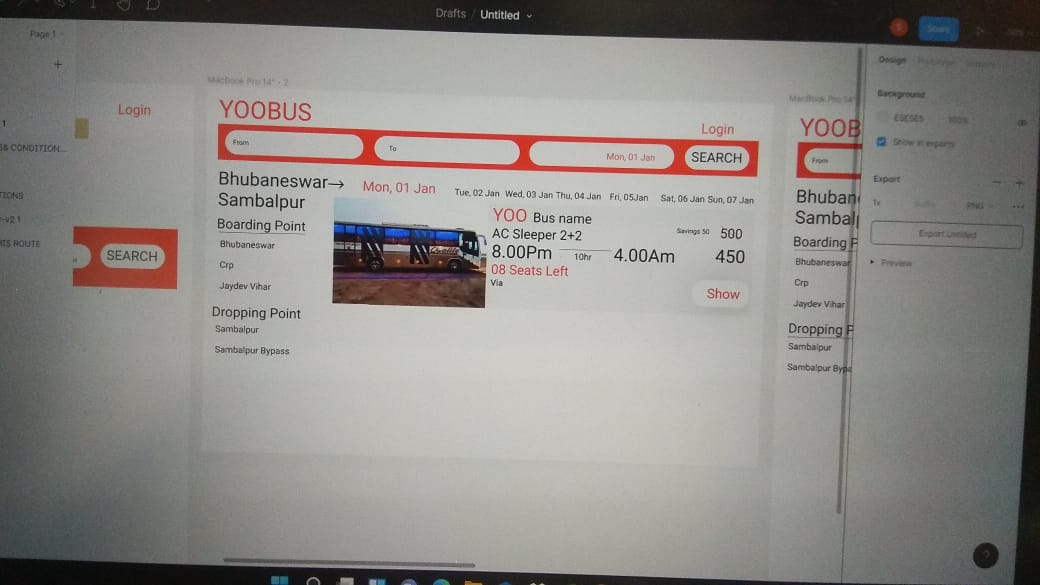 Drafts / Untitled
Page 1
Share
Design
Background
E5E5E5 100%
Show in exports
Export
1x Suffix PNG
Export Untitled
Preview
1
S& CONDITION...
TIONS
-v2 1
HIS ROUTE
Login
SEARCH
MacBook Pro 14" - 2
YOOBUS
Login
From
To
Mon, 01 Jan
SEARCH
Bhubaneswar→
Sambalpur
Mon, 01 Jan
Tue, 02 Jan Wed, 03 Jan Thu, 04 Jan Fri, 05Jan Sat, 06 Jan Sun, 07 Jan
Boarding Point
Bhubaneswar
Crp
Jaydev Vihar
Dropping Point
Sambalpur
Sambalpur Bypass
YOO Bus name
AC Sleeper 2+2
8.00Pm 10hr 4.00Am
08 Seats Left
Via
Savings 50 500
450
Show
MacBook Pro 14"
YOOB
From
Bhuban
Sambalp
Boarding P
Bhubaneswar
Crp
Jaydev Vihar
Dropping P
Sambalpur
Sambalpur Bypa
?